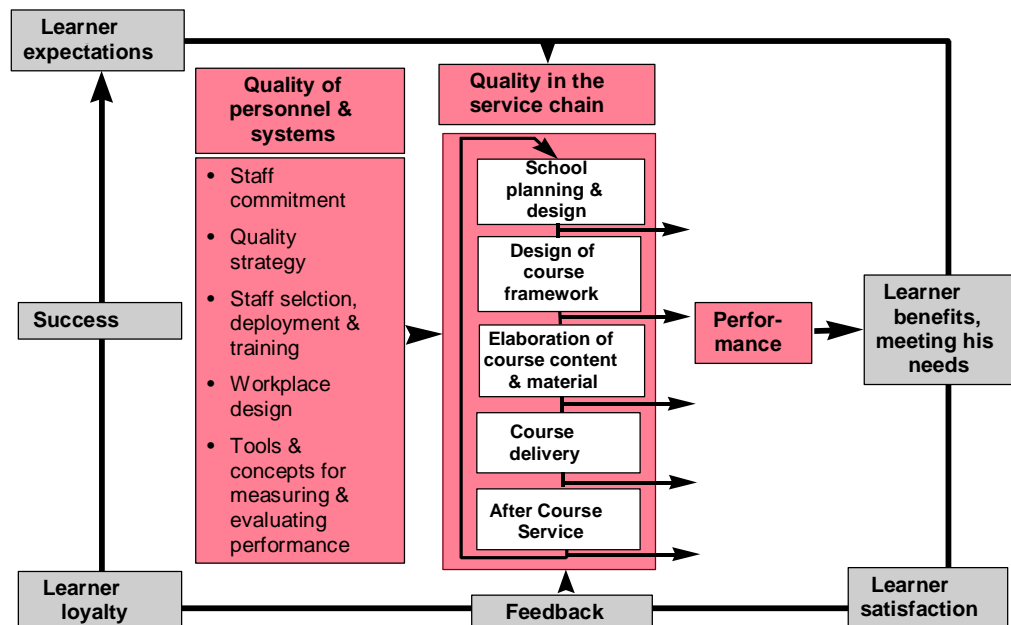 Learner
expectations
Quality of
personnel &
systems
Quality in the
service chain
• Staff
commitment
• Quality
strategy
• Staff selction,
deployment &
training
• Workplace
design
• Tools &
concepts for
measuring &
evaluating
performance
School
planning &
design
Design of
course
framework
Elaboration of
course content
& material
Course
delivery
After Course
Service
Perfor-
mance
Learner
benefits,
meeting his
needs
Success
Learner
loyalty
Feedback
Learner
satisfaction